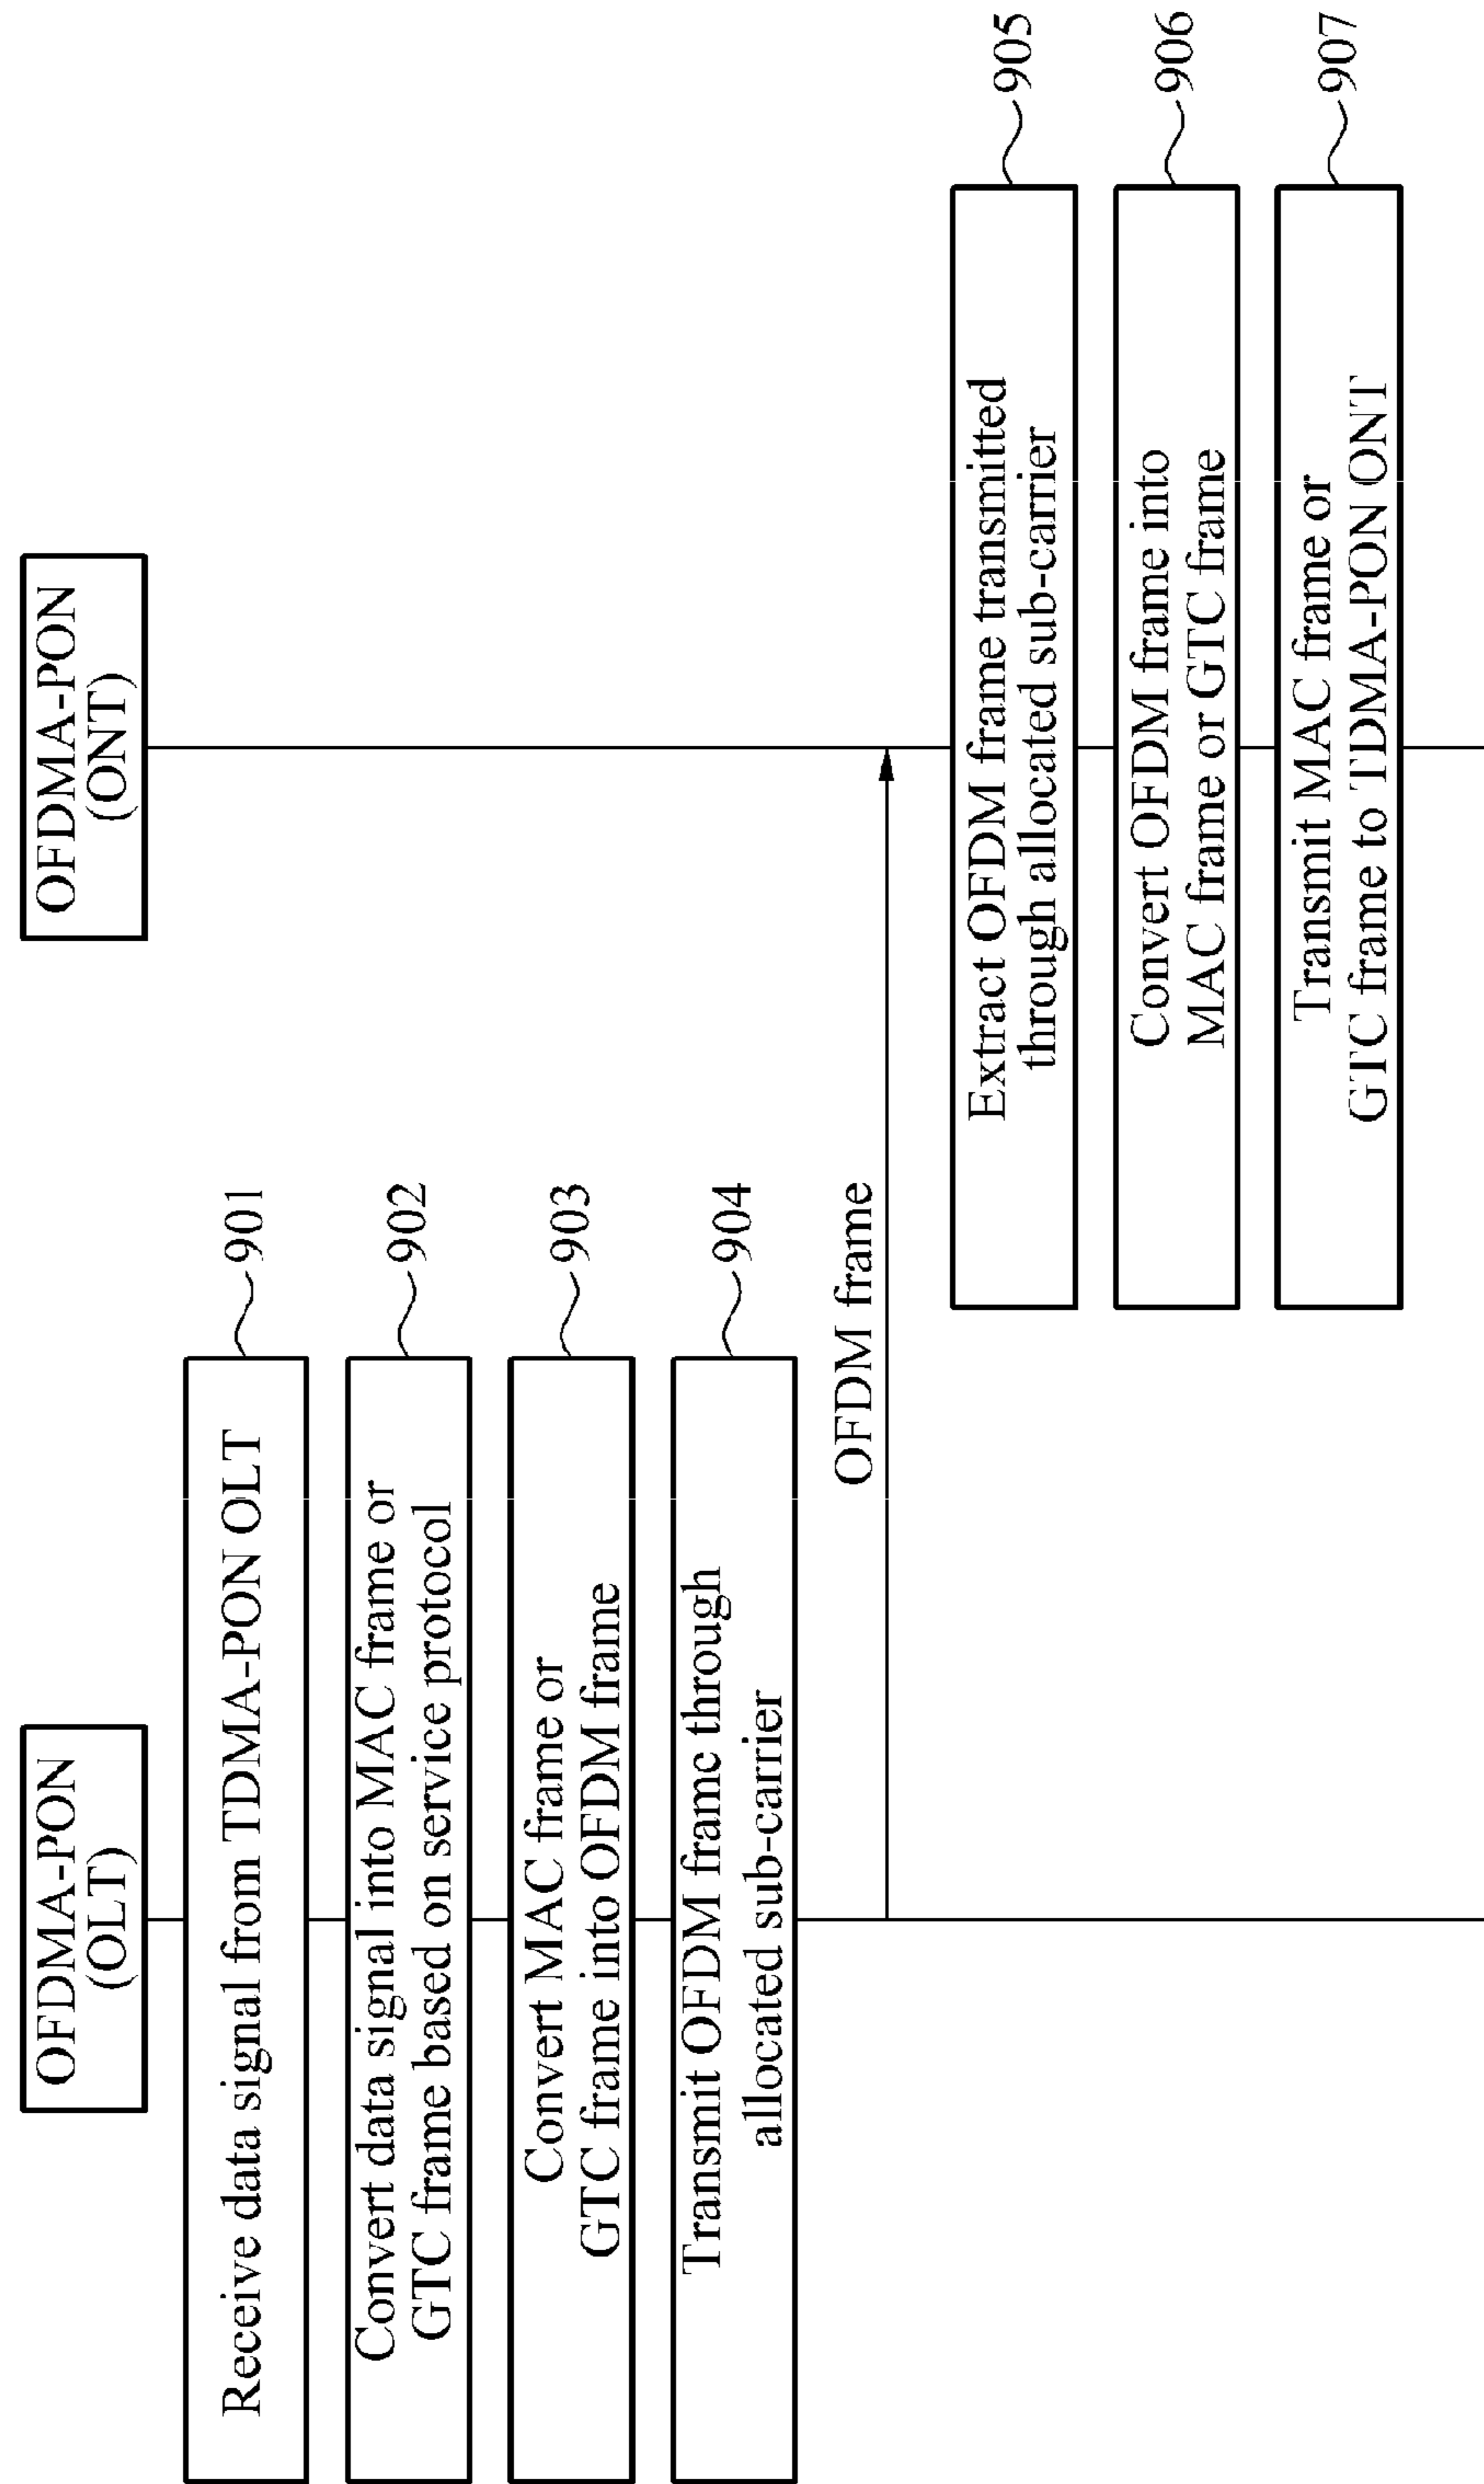 OFDMA-PON
(OLT)
OFDMA-PON
(ONT)
Receive data signal from TDMA-PON OLT
901
Convert data signal into MAC frame or
GTC frame based on service protocol
902
Convert MAC frame or
GTC frame into OFDM frame
903
Transmit OFDM frame through
allocated sub-carrier
904
OFDM frame
Extract OFDM frame transmitted
through allocated sub-carrier
905
Convert OFDM frame into
MAC frame or GTC frame
906
Transmit MAC frame or
GTC frame to TDMA-PON ONT
907